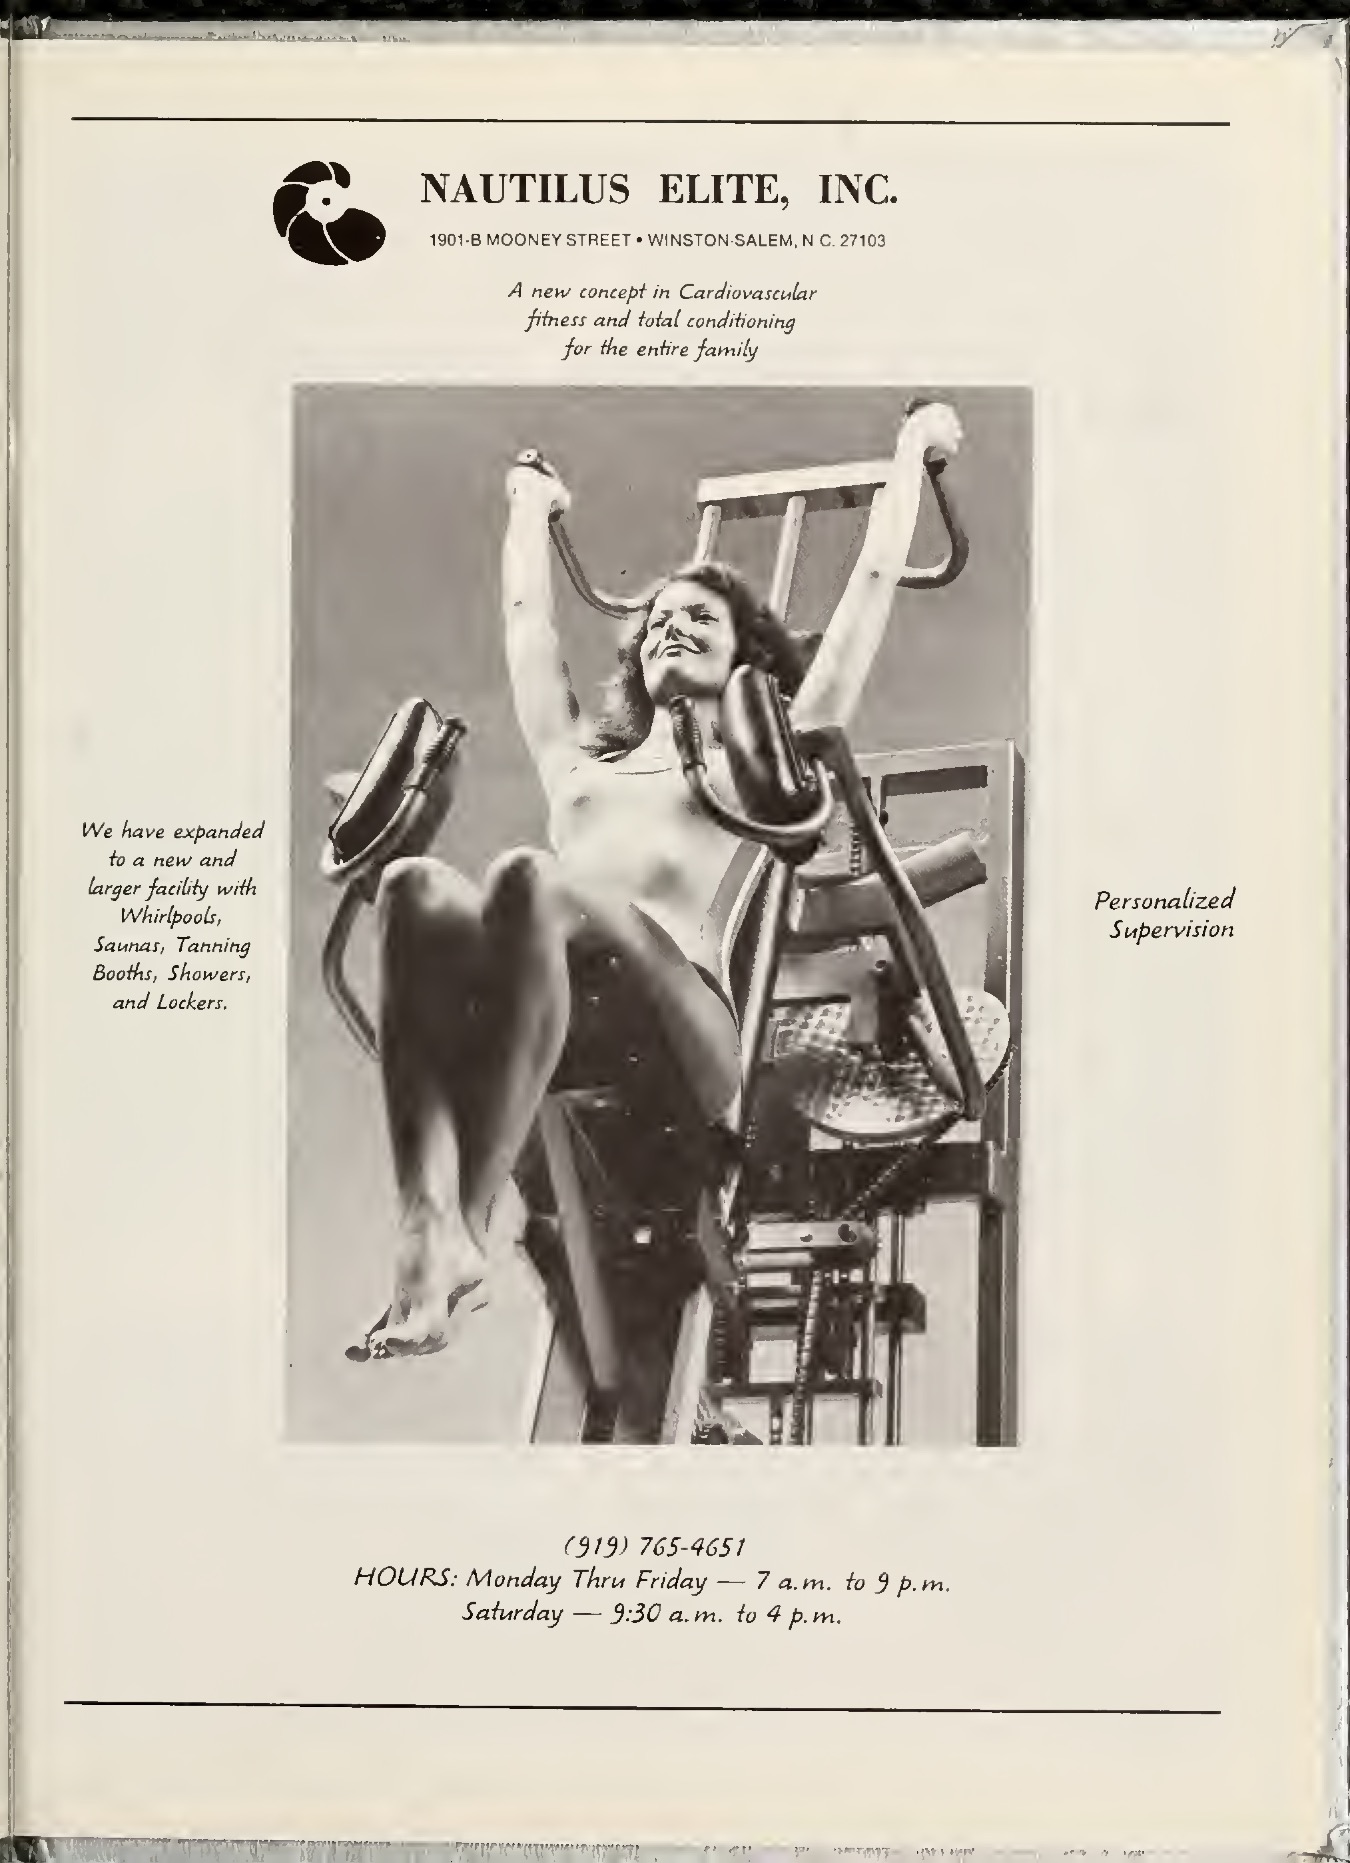 NAUTILUS ELITE, INC.
1901-B MOONEY STREET • WINSTON-SALEM, N C. 27103
A new concept in Cardiovascular
fitness and total conditioning
for the entire family
We have expanded
to a new and
larger facility with
Whirlpools,
Saunas, Tanning
Booths, Showers,
and Lockers.
Personalized
Supervision
(919) 765-4651
HOURS: Monday Thru Friday — 7 a.m. to 9 p.m.
Saturday — 9:30 a.m. to 4 p.m.